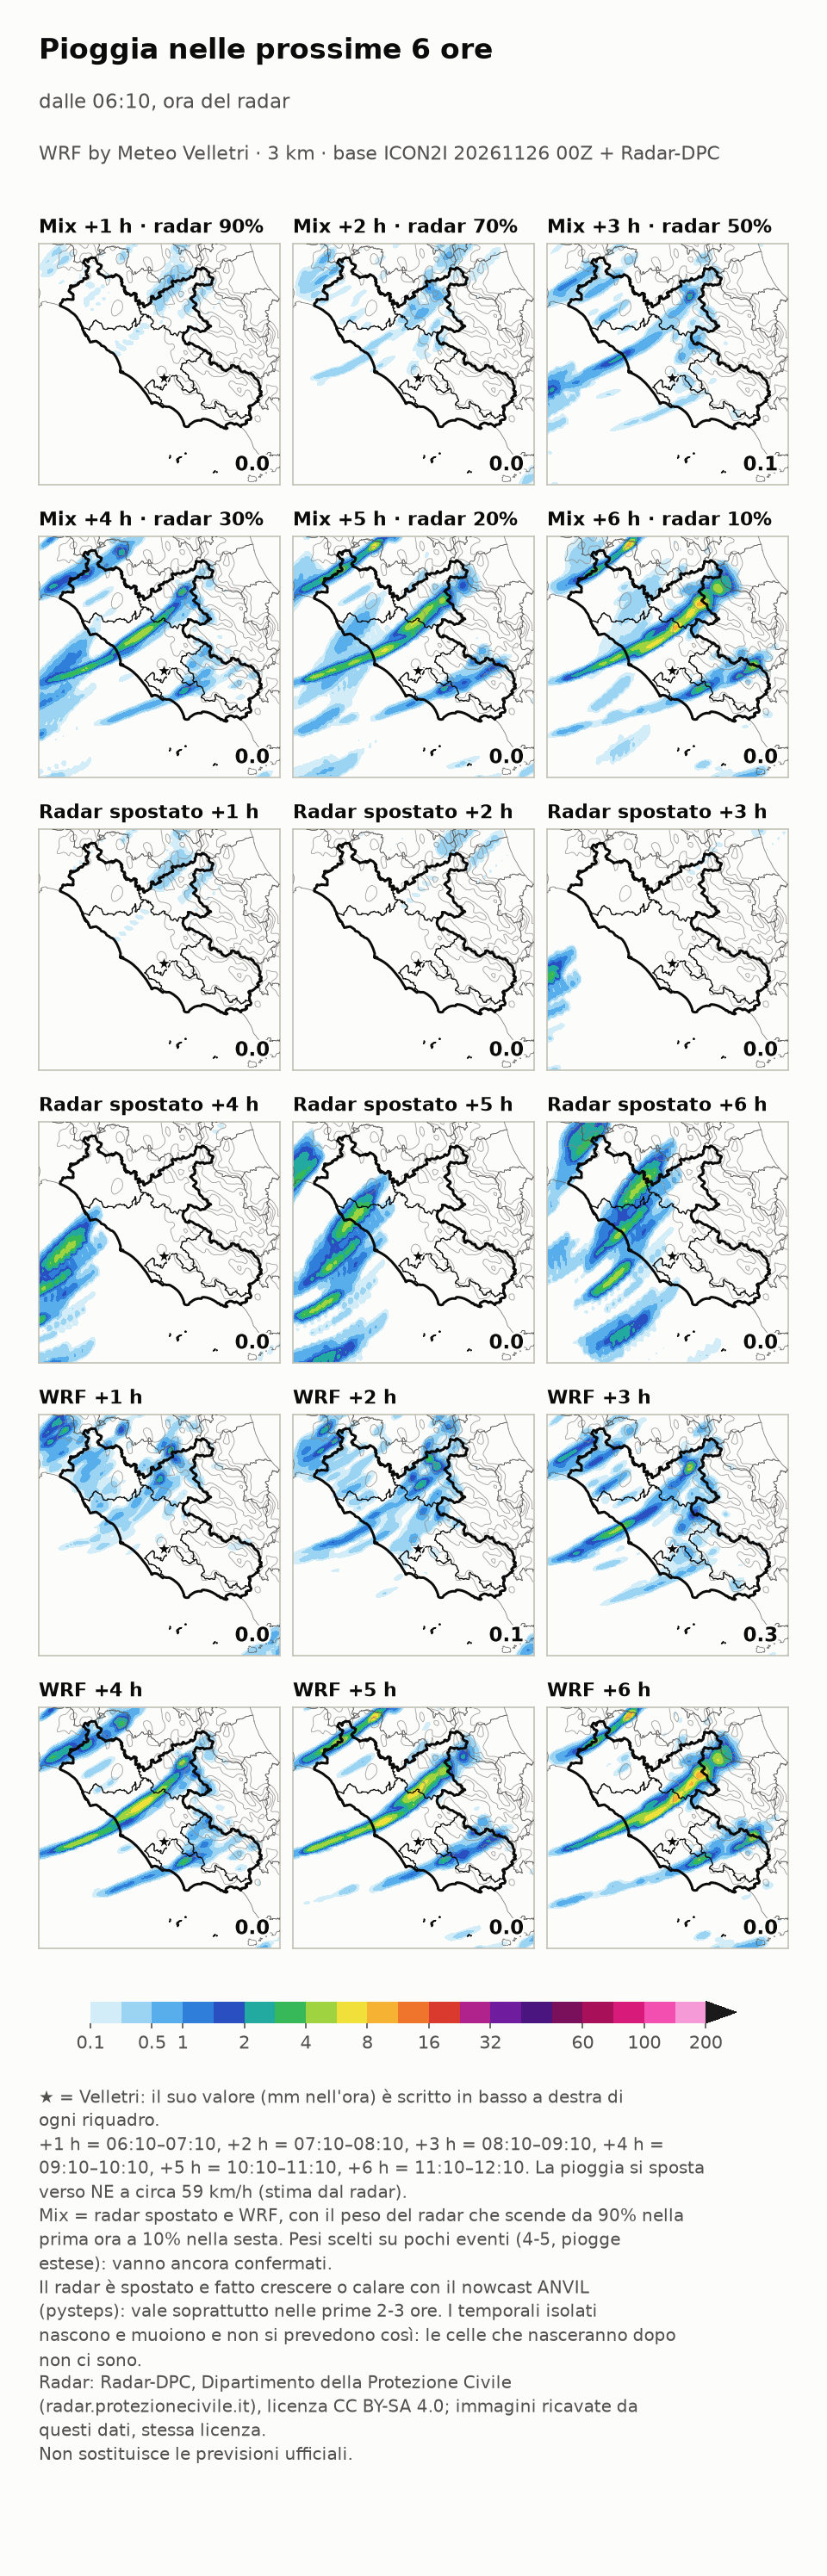 Pioggia nelle prossime 6 ore
dalle 06:10, ora del radar
WRF by Meteo Velletri · 3 km · base ICON2I 20261126 00Z + Radar-DPC
Mix +1 h · radar 90%
Mix +2 h · radar 70%
Mix +3 h · radar 50%
0.0
0.0
0.1
Mix +4 h · radar 30%
Mix +5 h · radar 20%
Mix +6 h · radar 10%
0.0
0.0
0.0
Radar spostato +1 h
Radar spostato +2 h
Radar spostato +3 h
0.0
0.0
0.0
Radar spostato +4 h
Radar spostato +5 h
Radar spostato +6 h
0.0
0.0
0.0
WRF +1 h
WRF +2 h
WRF +3 h
0.0
0.1
0.3
WRF +4 h
WRF +5 h
WRF +6 h
0.0
0.0
0.0
0.1 0.5 1 2 4 8 16 32 60 100 200
★ = Velletri: il suo valore (mm nell'ora) è scritto in basso a destra di
ogni riquadro.
+1 h = 06:10–07:10, +2 h = 07:10–08:10, +3 h = 08:10–09:10, +4 h =
09:10–10:10, +5 h = 10:10–11:10, +6 h = 11:10–12:10. La pioggia si sposta
verso NE a circa 59 km/h (stima dal radar).
Mix = radar spostato e WRF, con il peso del radar che scende da 90% nella
prima ora a 10% nella sesta. Pesi scelti su pochi eventi (4-5, piogge
estese): vanno ancora confermati.
Il radar è spostato e fatto crescere o calare con il nowcast ANVIL
(pysteps): vale soprattutto nelle prime 2-3 ore. I temporali isolati
nascono e muoiono e non si prevedono così: le celle che nasceranno dopo
non ci sono.
Radar: Radar-DPC, Dipartimento della Protezione Civile
(radar.protezionecivile.it), licenza CC BY-SA 4.0; immagini ricavate da
questi dati, stessa licenza.
Non sostituisce le previsioni ufficiali.